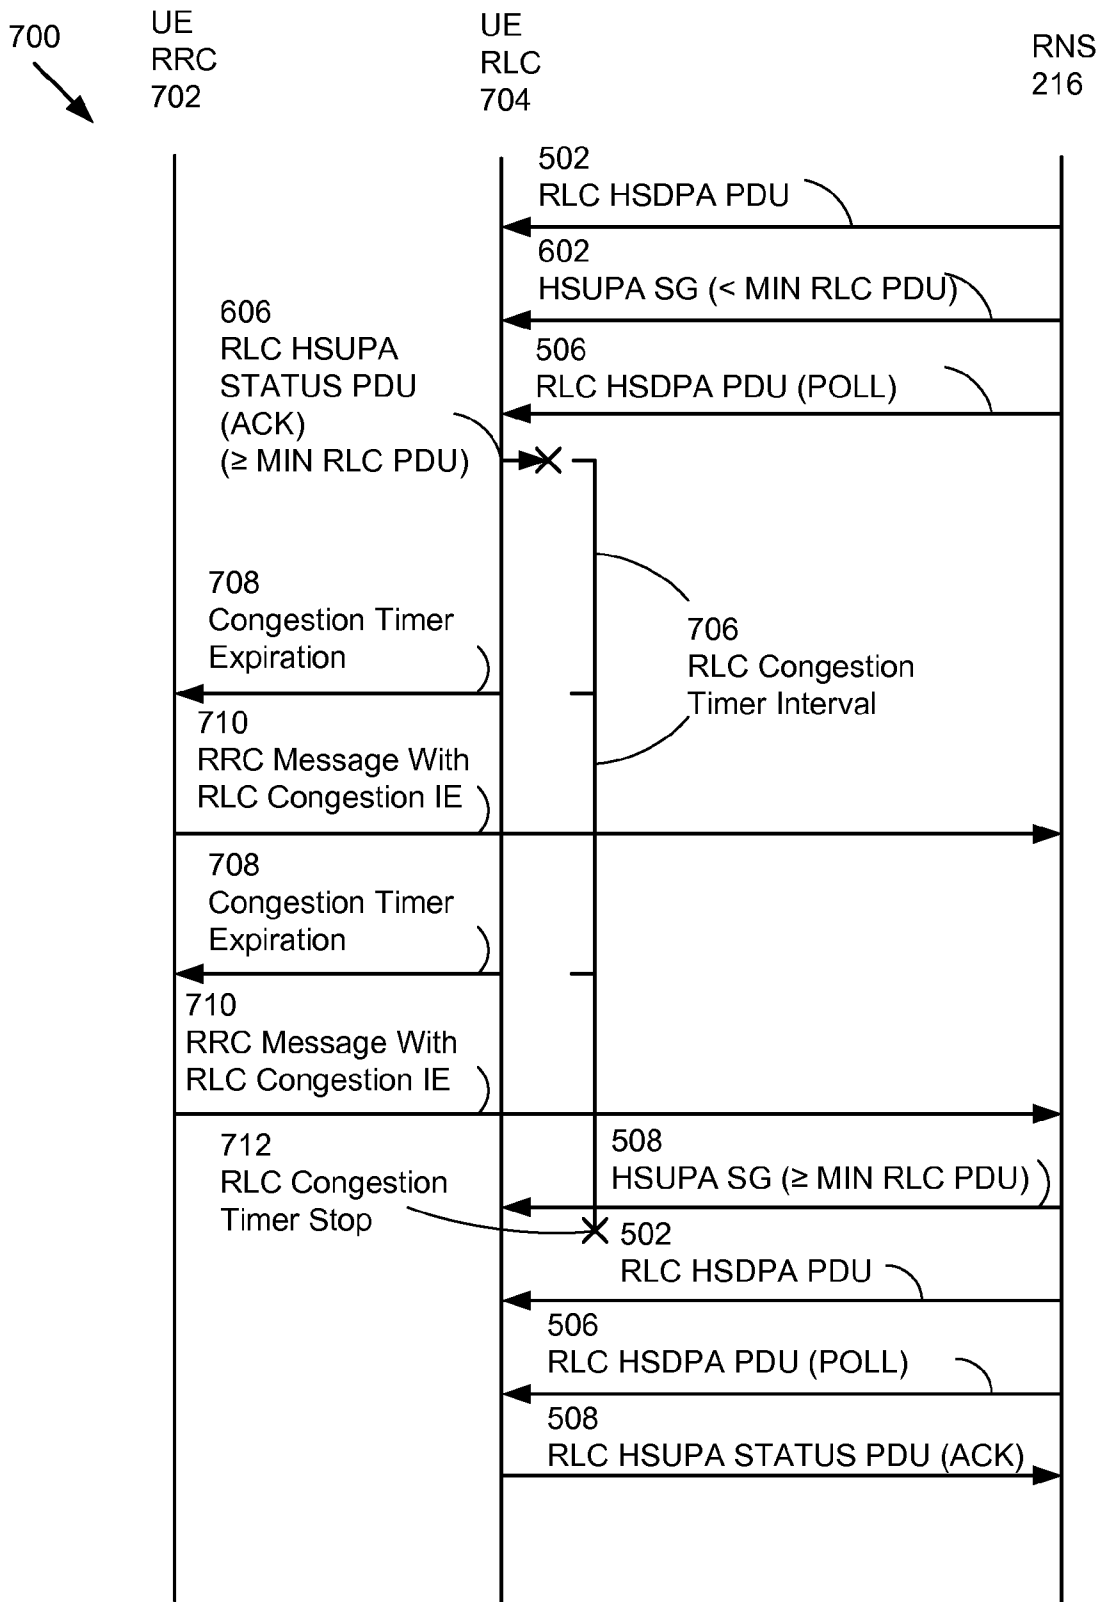 700
UE
RRC
702
UE
RLC
704
RNS
216
502
RLC HSDPA PDU
602
HSUPA SG (< MIN RLC PDU)
606
RLC HSUPA
STATUS PDU
(ACK)
(≥ MIN RLC PDU)
506
RLC HSDPA PDU (POLL)
708
Congestion Timer
Expiration
706
RLC Congestion
Timer Interval
710
RRC Message With
RLC Congestion IE
708
Congestion Timer
Expiration
710
RRC Message With
RLC Congestion IE
712
RLC Congestion
Timer Stop
508
HSUPA SG (≥ MIN RLC PDU)
502
RLC HSDPA PDU
506
RLC HSDPA PDU (POLL)
508
RLC HSUPA STATUS PDU (ACK)